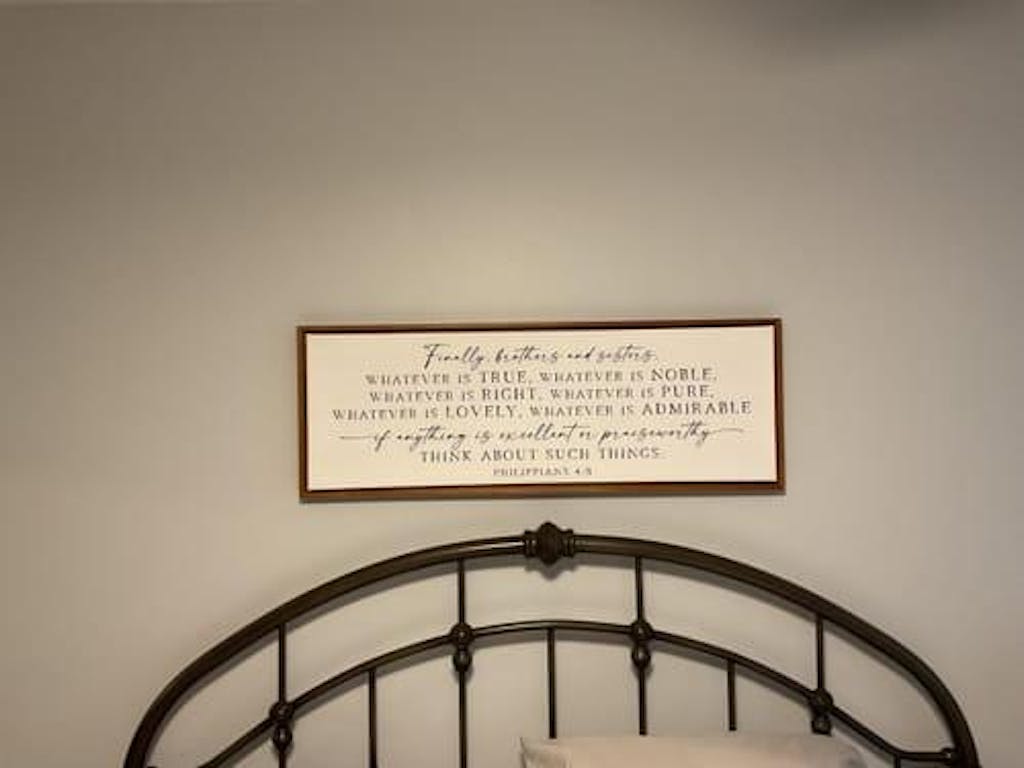 Finally, brothers and sisters,
WHATEVER IS TRUE, WHATEVER IS NOBLE,
WHATEVER IS RIGHT, WHATEVER IS PURE,
WHATEVER IS LOVELY, WHATEVER IS ADMIRABLE
if anything is excellent or praiseworthy
THINK ABOUT SUCH THINGS.
PHILIPPIANS 4:8